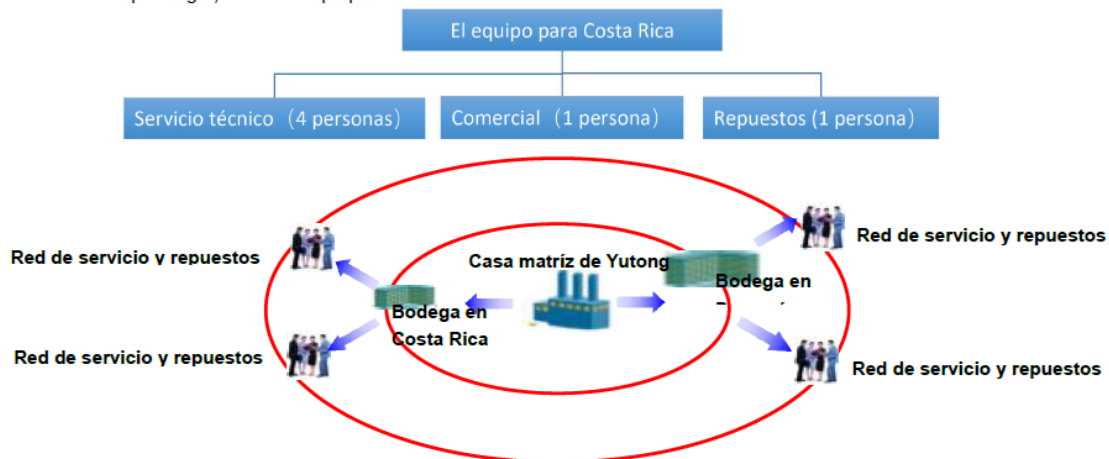 El equipo para Costa Rica
Servicio técnico (4 personas)
Comercial (1 persona)
Repuestos (1 persona)
Red de servicio y repuestos
Casa matríz de Yutong
Red de servicio y repuestos
Bodega en
Bodega en
Costa Rica
Red de servicio y repuestos
Red de servicio y repuestos